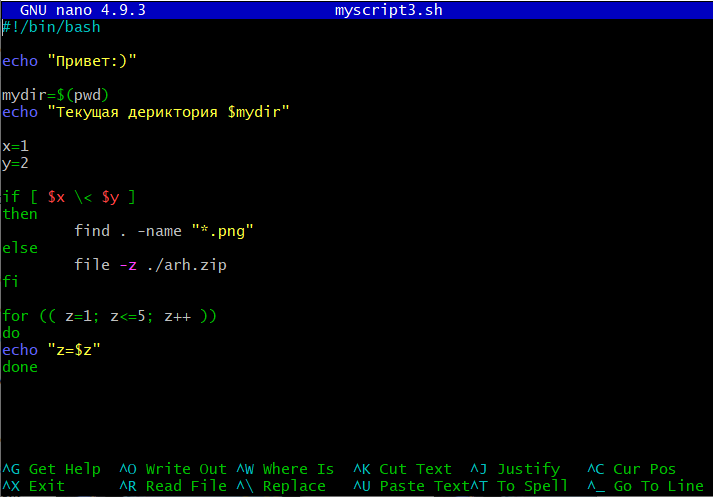 GNU nano 4.9.3 myscript3.sh
#!/bin/bash
echo "Привет:)"
mydir=$(pwd)
echo "Текущая дериктория $mydir"
x=1
y=2
if [ $x \< $y ]
then
find . -name "*.png"
else
file -z ./arh.zip
fi
for (( z=1; z<=5; z++ ))
do
echo "z=$z"
done
^G Get Help ^O Write Out ^W Where Is ^K Cut Text ^J Justify ^C Cur Pos
^X Exit ^R Read File ^\ Replace ^U Paste Text^T To Spell ^_ Go To Line